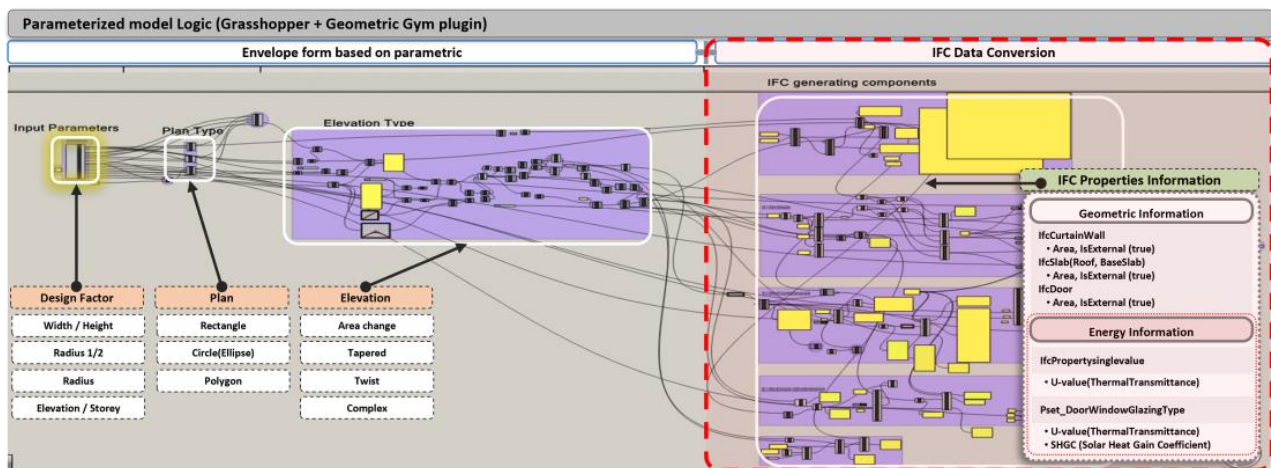 Parameterized model Logic (Grasshopper + Geometric Gym plugin)
Envelope form based on parametric
IFC Data Conversion
IFC generating components
Input Parameters
Plan Type
Elevation Type
IFC Properties Information
Geometric Information
IfcCurtainWall
• Area, IsExternal (true)
IfcSlab(Roof, BaseSlab)
• Area, IsExternal (true)
IfcDoor
• Area, IsExternal (true)
Energy Information
IfcPropertysinglevalue
• U-value(ThermalTransmittance)
Pset_DoorWindowGlazingType
• U-value(ThermalTransmittance)
• SHGC (Solar Heat Gain Coefficient)
Design Factor
Width / Height
Radius 1/2
Radius
Elevation / Storey
Plan
Rectangle
Circle(Ellipse)
Polygon
Elevation
Area change
Tapered
Twist
Complex